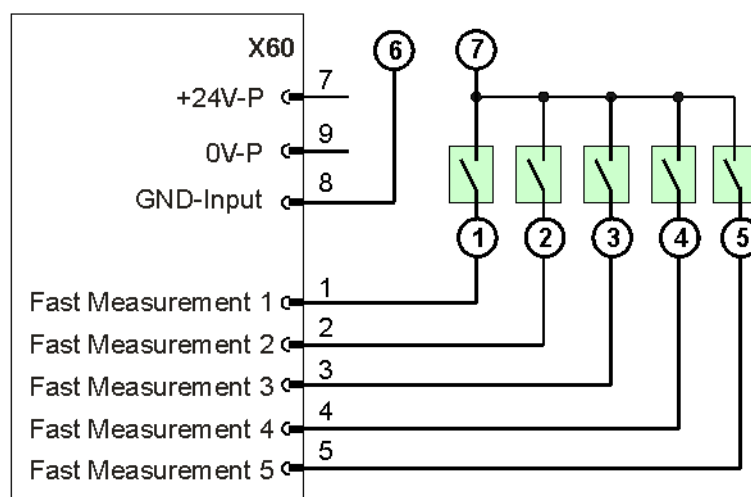 X60
6
7
+24V-P
7
0V-P
9
GND-Input
8
1
2
3
4
5
Fast Measurement 1
1
Fast Measurement 2
2
Fast Measurement 3
3
Fast Measurement 4
4
Fast Measurement 5
5